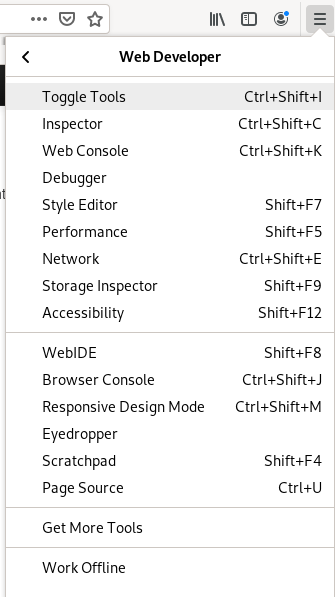 Web Developer
Toggle Tools Ctrl+Shift+I
Inspector Ctrl+Shift+C
Web Console Ctrl+Shift+K
Debugger
Style Editor Shift+F7
Performance Shift+F5
Network Ctrl+Shift+E
Storage Inspector Shift+F9
Accessibility Shift+F12
WebIDE Shift+F8
Browser Console Ctrl+Shift+J
Responsive Design Mode Ctrl+Shift+M
Eyedropper
Scratchpad Shift+F4
Page Source Ctrl+U
Get More Tools
Work Offline